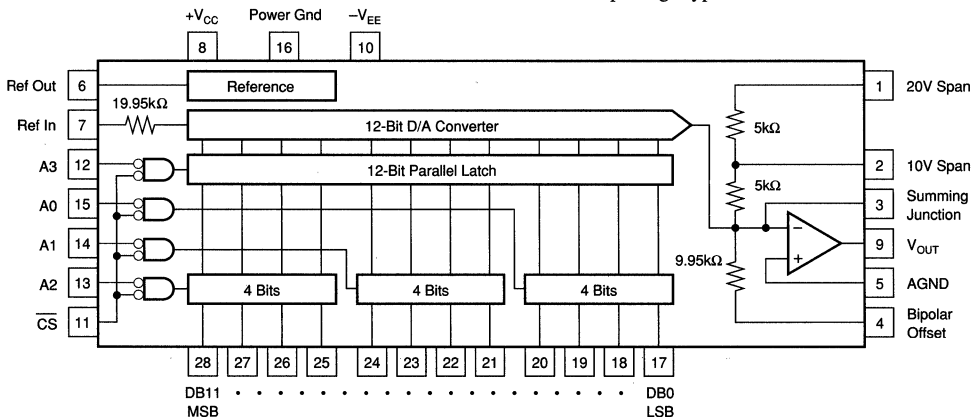 +VCC Power Gnd −VEE
8 16 10
Ref Out 6 Reference 1 20V Span
19.95kΩ
Ref In 7 12-Bit D/A Converter 5kΩ
A3 12 12-Bit Parallel Latch 2 10V Span
5kΩ
A0 15 3 Summing Junction
A1 14 − 9 VOUT
9.95kΩ +
A2 13 4 Bits 4 Bits 4 Bits 5 AGND
CS 11 4 Bipolar Offset
28 27 26 25 24 23 22 21 20 19 18 17
DB11 • • • • • • • • • • • • • • • DB0
MSB LSB